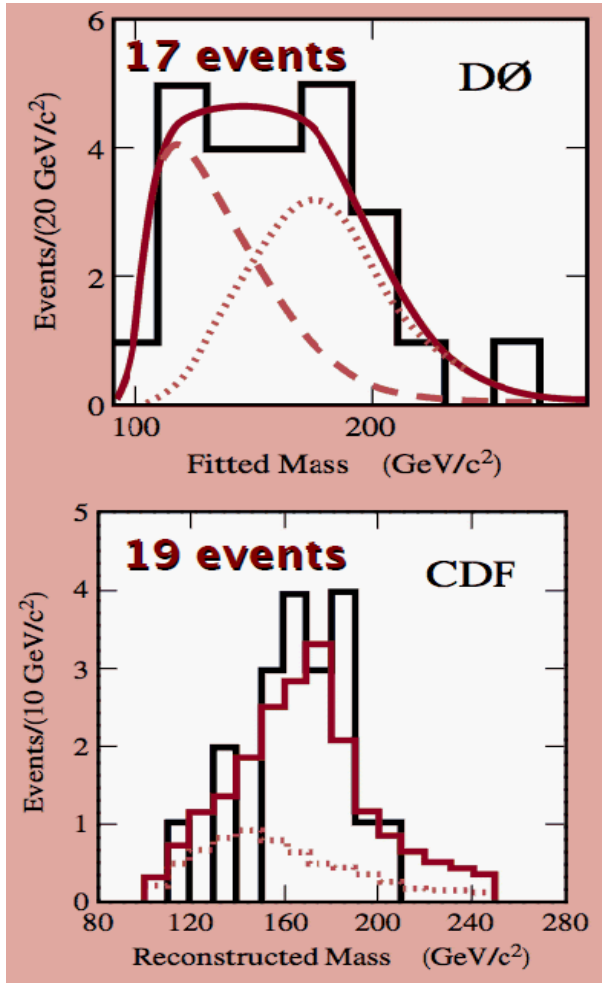 6
17 events
DØ
4
2
0
Events/(20 GeV/c²)
100
200
Fitted Mass (GeV/c²)
5
19 events
CDF
4
3
2
1
0
Events/(10 GeV/c²)
80
120
160
200
240
280
Reconstructed Mass (GeV/c²)